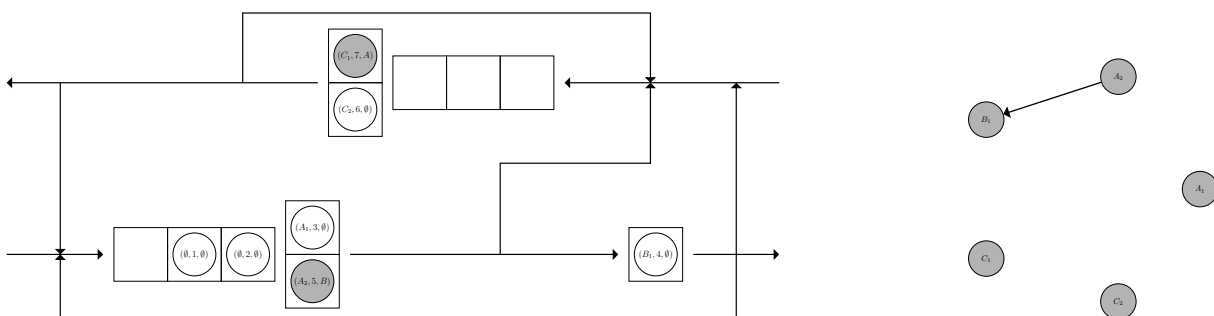 (C₁, 7, A)
(C₂, 6, ∅)
(∅, 1, ∅)
(∅, 2, ∅)
(A₁, 3, ∅)
(A₂, 5, B)
(B₁, 4, ∅)
A₂
B₁
A₁
C₁
C₂